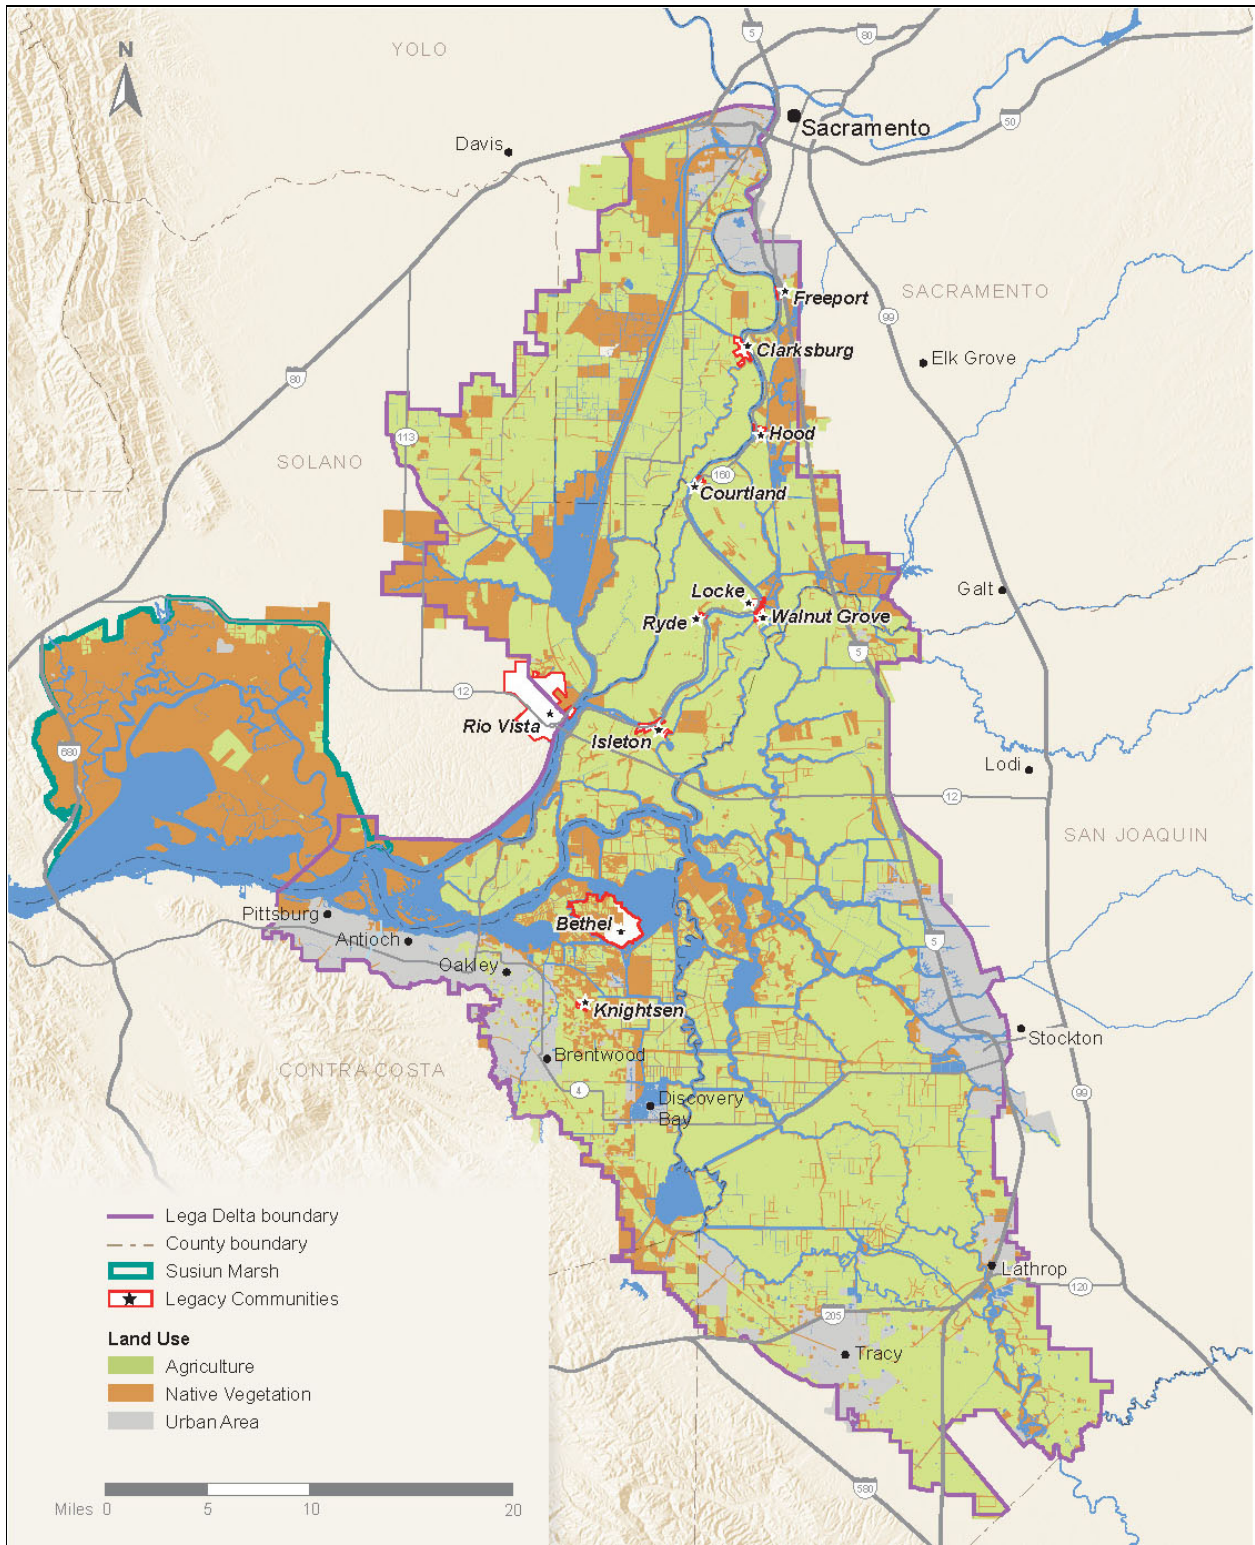 N
YOLO
5
80
50
Sacramento
Davis
Freeport
SACRAMENTO
99
Clarksburg
Elk Grove
80
113
Hood
SOLANO
160
Courtland
Locke
Galt
Ryde
Walnut Grove
5
12
Rio Vista
Isleton
680
Lodi
12
SAN JOAQUIN
Pittsburg
Bethel
Antioch
5
Oakley
Knightsen
Stockton
Brentwood
CONTRA COSTA
4
99
Discovery
Bay
Lega Delta boundary
County boundary
Susiun Marsh
Legacy Communities
Lathrop
120
205
Land Use
Agriculture
Tracy
Native Vegetation
Urban Area
580
Miles 0 5 10 20